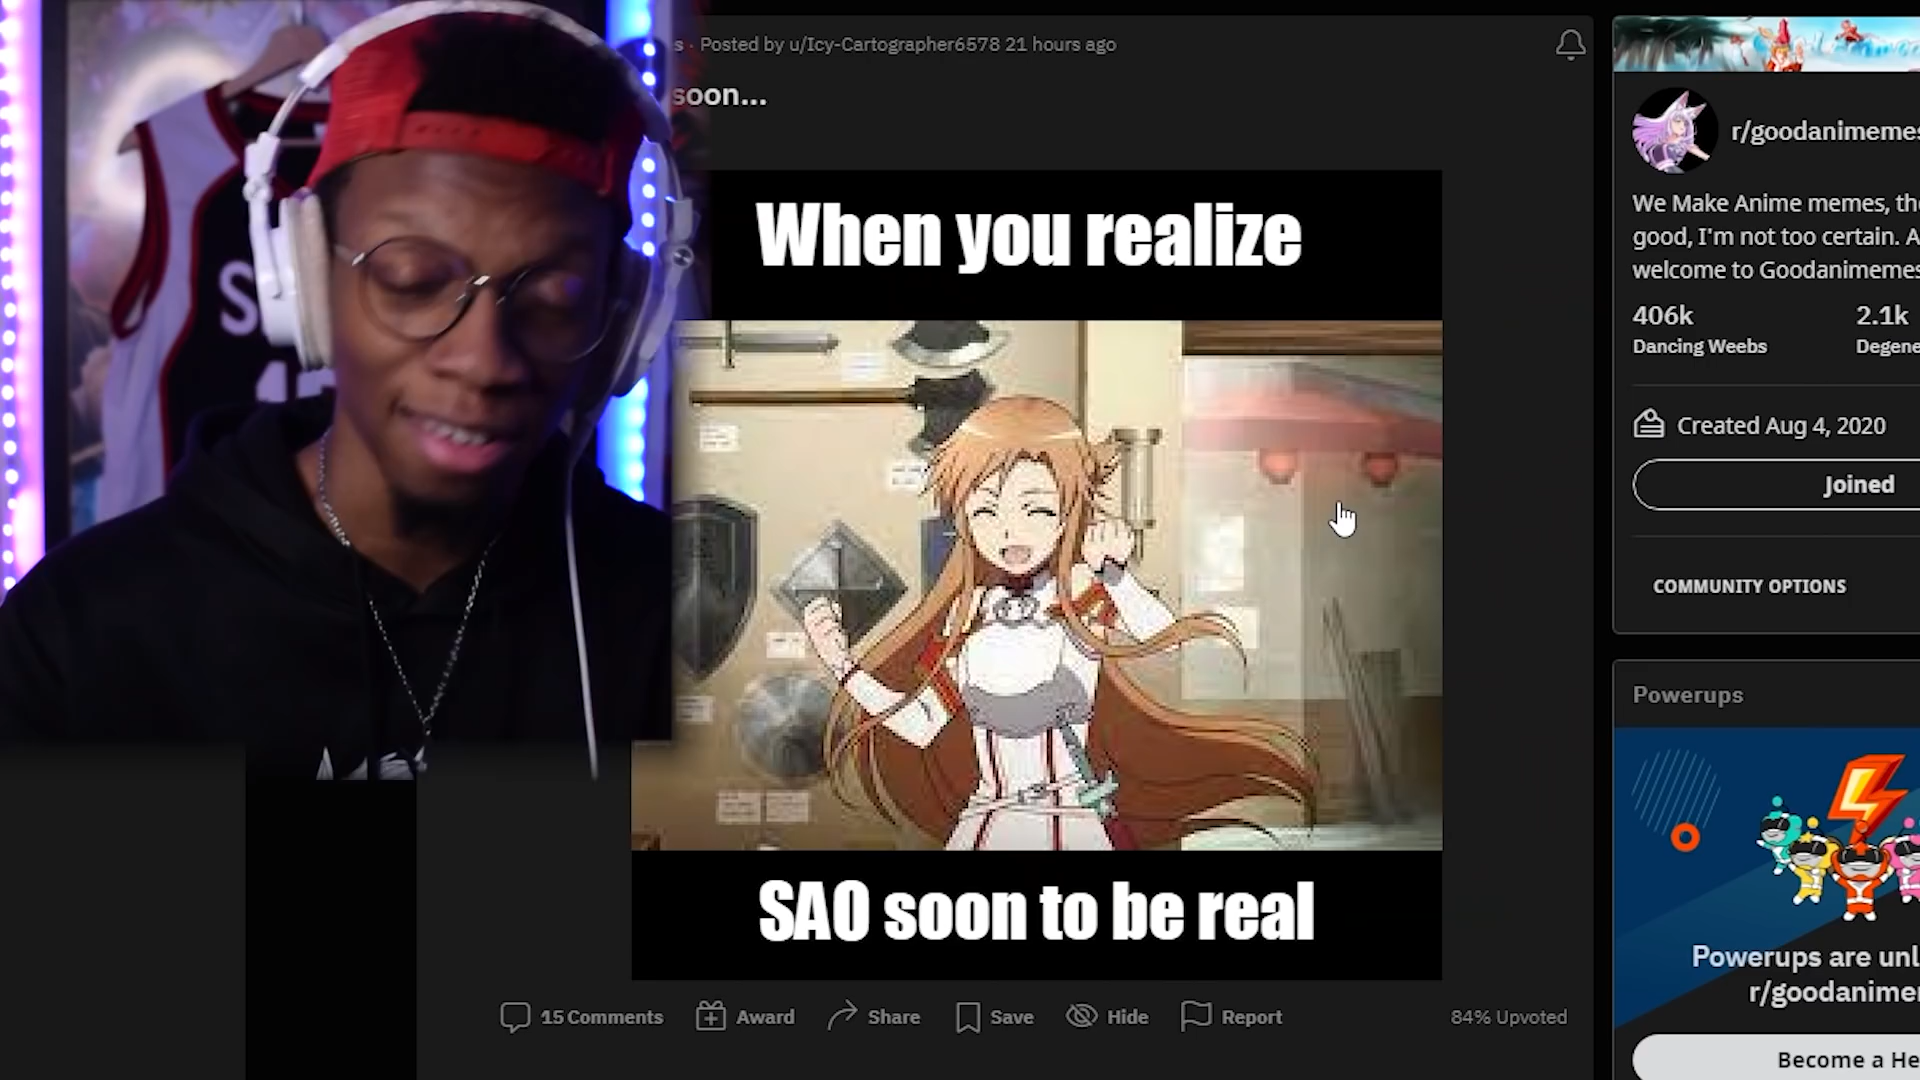 s · Posted by u/Icy-Cartographer6578 21 hours ago
soon...
When you realize
SAO soon to be real
15 Comments
Award
Share
Save
Hide
Report
84% Upvoted
r/goodanimemes
We Make Anime memes, the
good, I'm not too certain. A
welcome to Goodanimemes
406k
2.1k
Dancing Weebs
Degene
Created Aug 4, 2020
Joined
COMMUNITY OPTIONS
Powerups
Powerups are unl
r/goodanime
Become a He